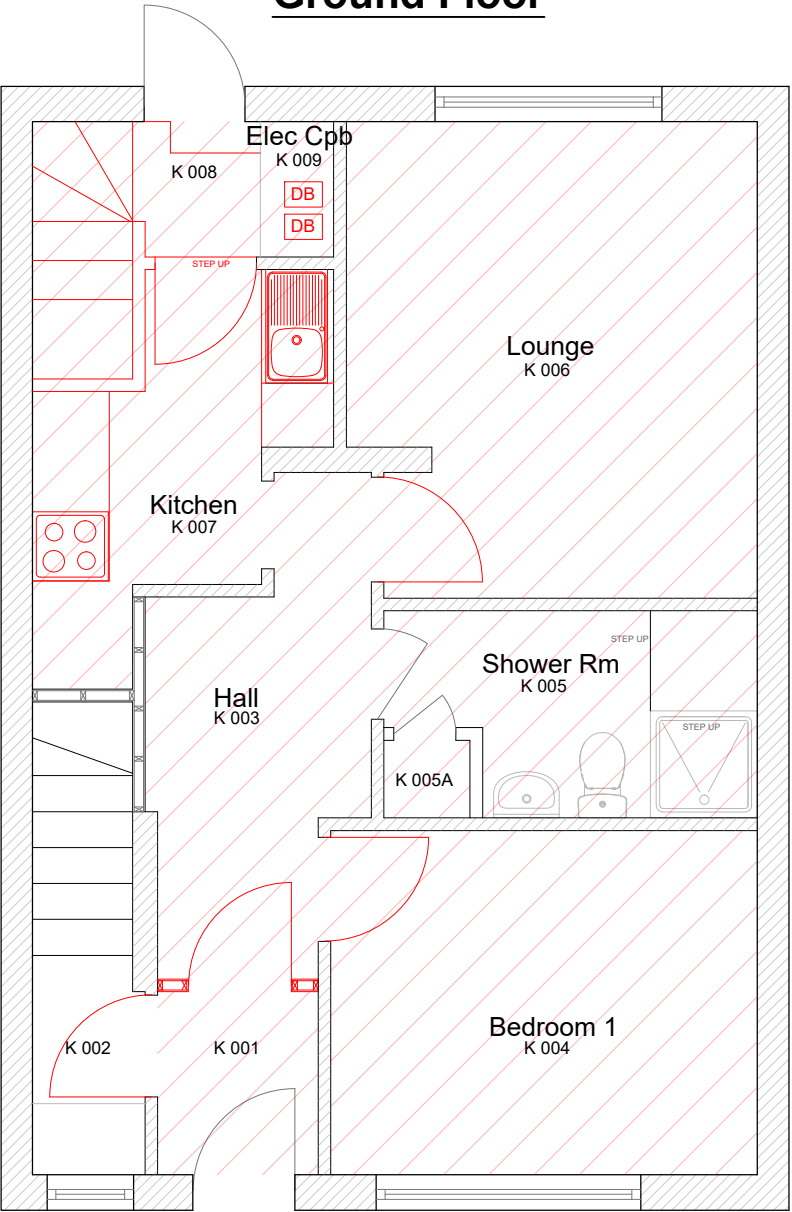 Ground Floor
Elec Cpb
K 009
K 008
DB
DB
STEP UP
Lounge
K 006
Kitchen
K 007
STEP UP
Shower Rm
K 005
Hall
K 003
STEP UP
K 005A
Bedroom 1
K 004
K 002
K 001